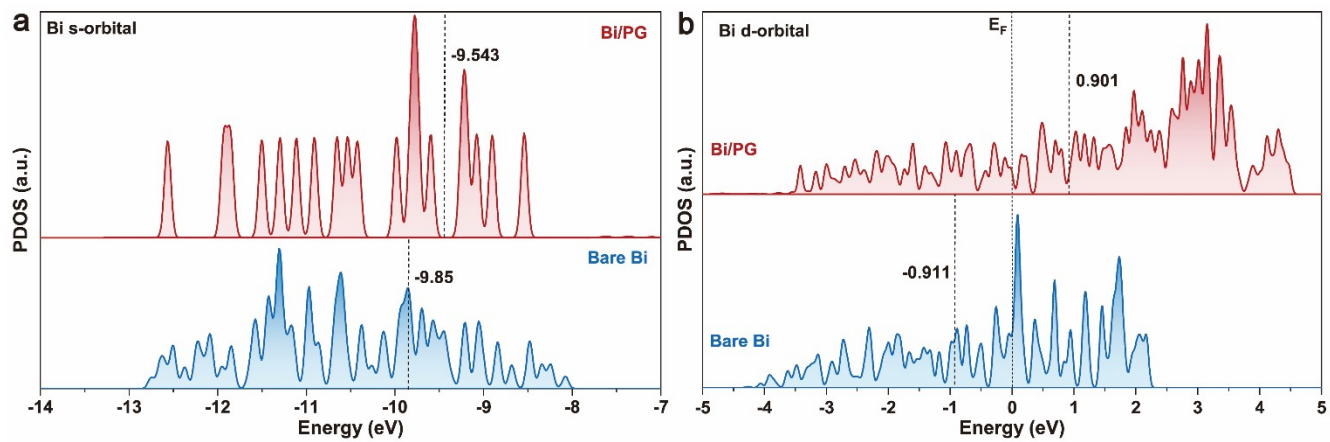 a
Bi s-orbital
Bi/PG
-9.543
Bare Bi
-9.85
PDOS (a.u.)
-14 -13 -12 -11 -10 -9 -8 -7
Energy (eV)
b
Bi d-orbital
EF
0.901
Bi/PG
-0.911
Bare Bi
PDOS (a.u.)
-5 -4 -3 -2 -1 0 1 2 3 4 5
Energy (eV)